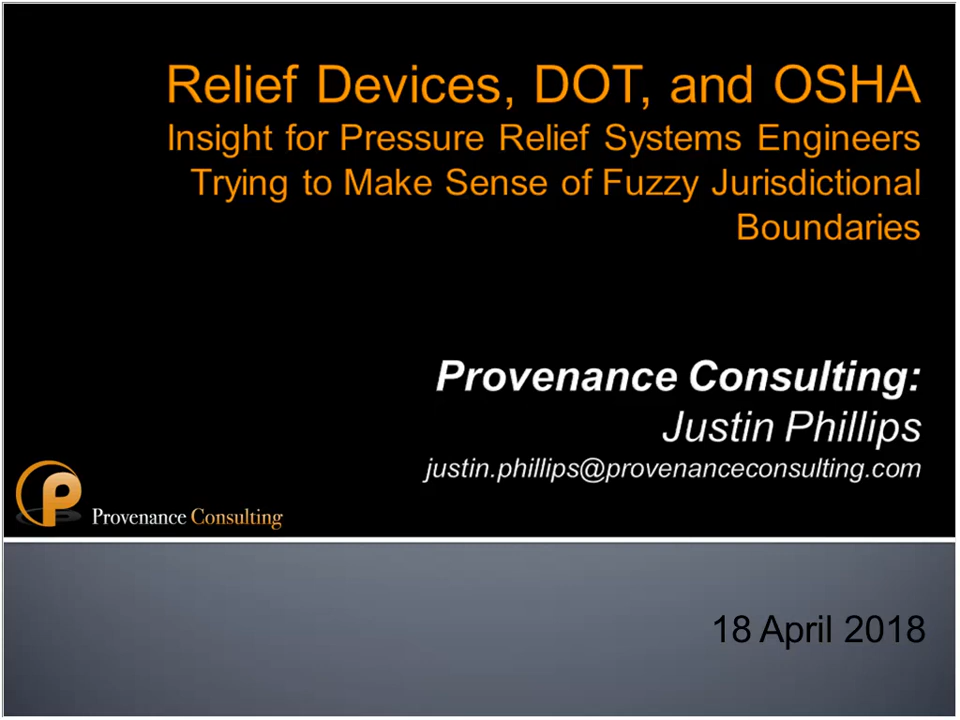 Relief Devices, DOT, and OSHA
Insight for Pressure Relief Systems Engineers
Trying to Make Sense of Fuzzy Jurisdictional
Boundaries
Provenance Consulting:
Justin Phillips
justin.phillips@provenanceconsulting.com
P
Provenance Consulting
18 April 2018